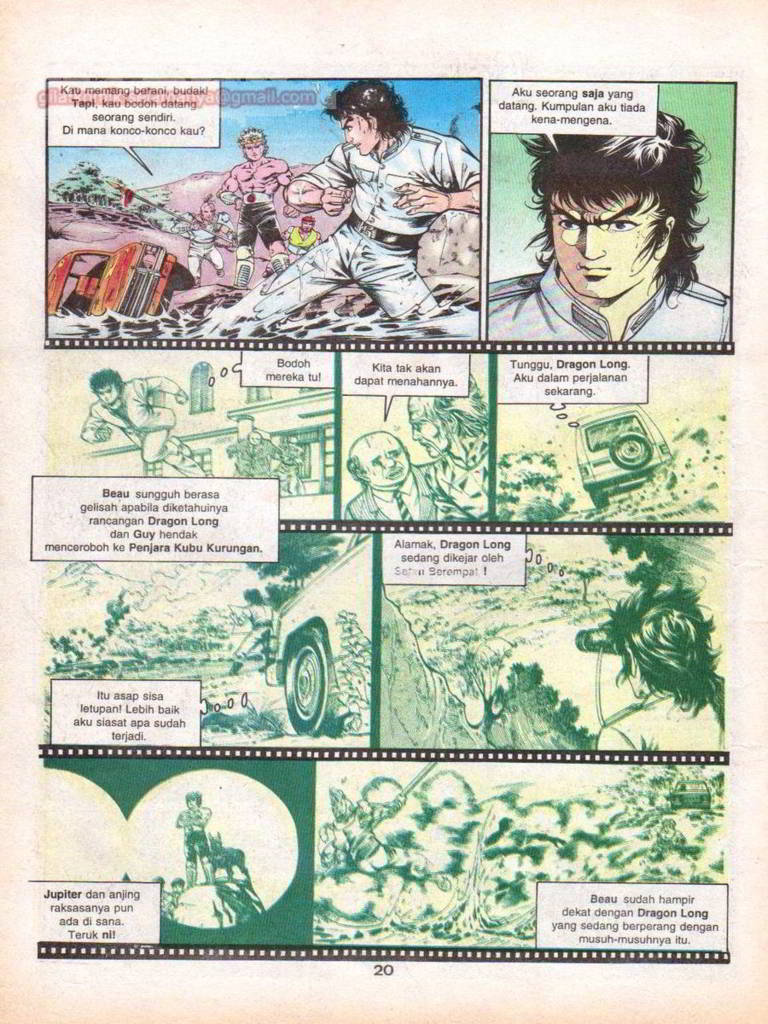 Kau memang berani, budak!
Tapi, kau bodoh datang
seorang sendiri.
Di mana konco-konco kau?
Aku seorang saja yang
datang. Kumpulan aku tiada
kena-mengena.
Bodoh
mereka tu!
Kita tak akan
dapat menahannya.
Tunggu, Dragon Long.
Aku dalam perjalanan
sekarang.
Beau sungguh berasa
gelisah apabila diketahuinya
rancangan Dragon Long
dan Guy hendak
menceroboh ke Penjara Kubu Kurungan.
Alamak, Dragon Long
sedang dikejar oleh
Setan Berempat !
Itu asap sisa
letupan! Lebih baik
aku siasat apa sudah
terjadi.
Jupiter dan anjing
raksasanya pun
ada di sana.
Teruk ni!
Beau sudah hampir
dekat dengan Dragon Long
yang sedang berperang dengan
musuh-musuhnya itu.
20